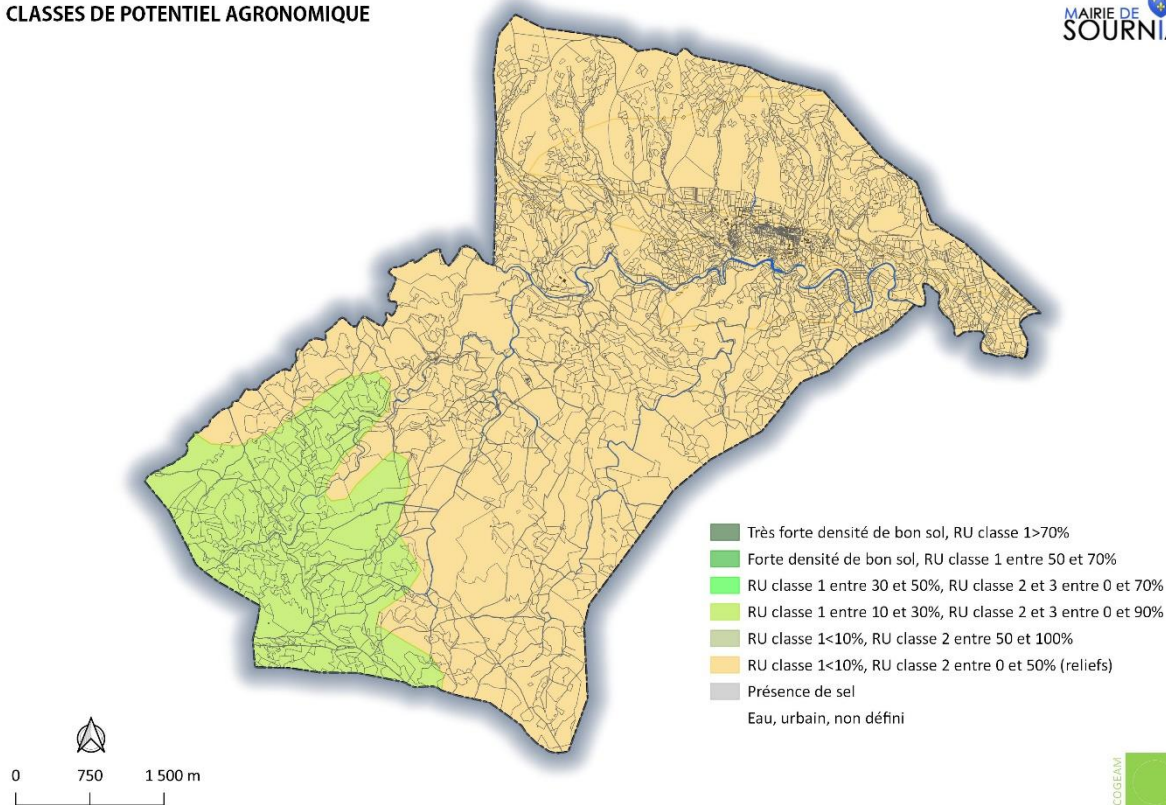 CLASSES DE POTENTIEL AGRONOMIQUE
MAIRIE DE
SOURNIA
Très forte densité de bon sol, RU classe 1>70%
Forte densité de bon sol, RU classe 1 entre 50 et 70%
RU classe 1 entre 30 et 50%, RU classe 2 et 3 entre 0 et 70%
RU classe 1 entre 10 et 30%, RU classe 2 et 3 entre 0 et 90%
RU classe 1<10%, RU classe 2 entre 50 et 100%
RU classe 1<10%, RU classe 2 entre 0 et 50% (reliefs)
Présence de sel
Eau, urbain, non défini
0 750 1 500 m
COGEAM